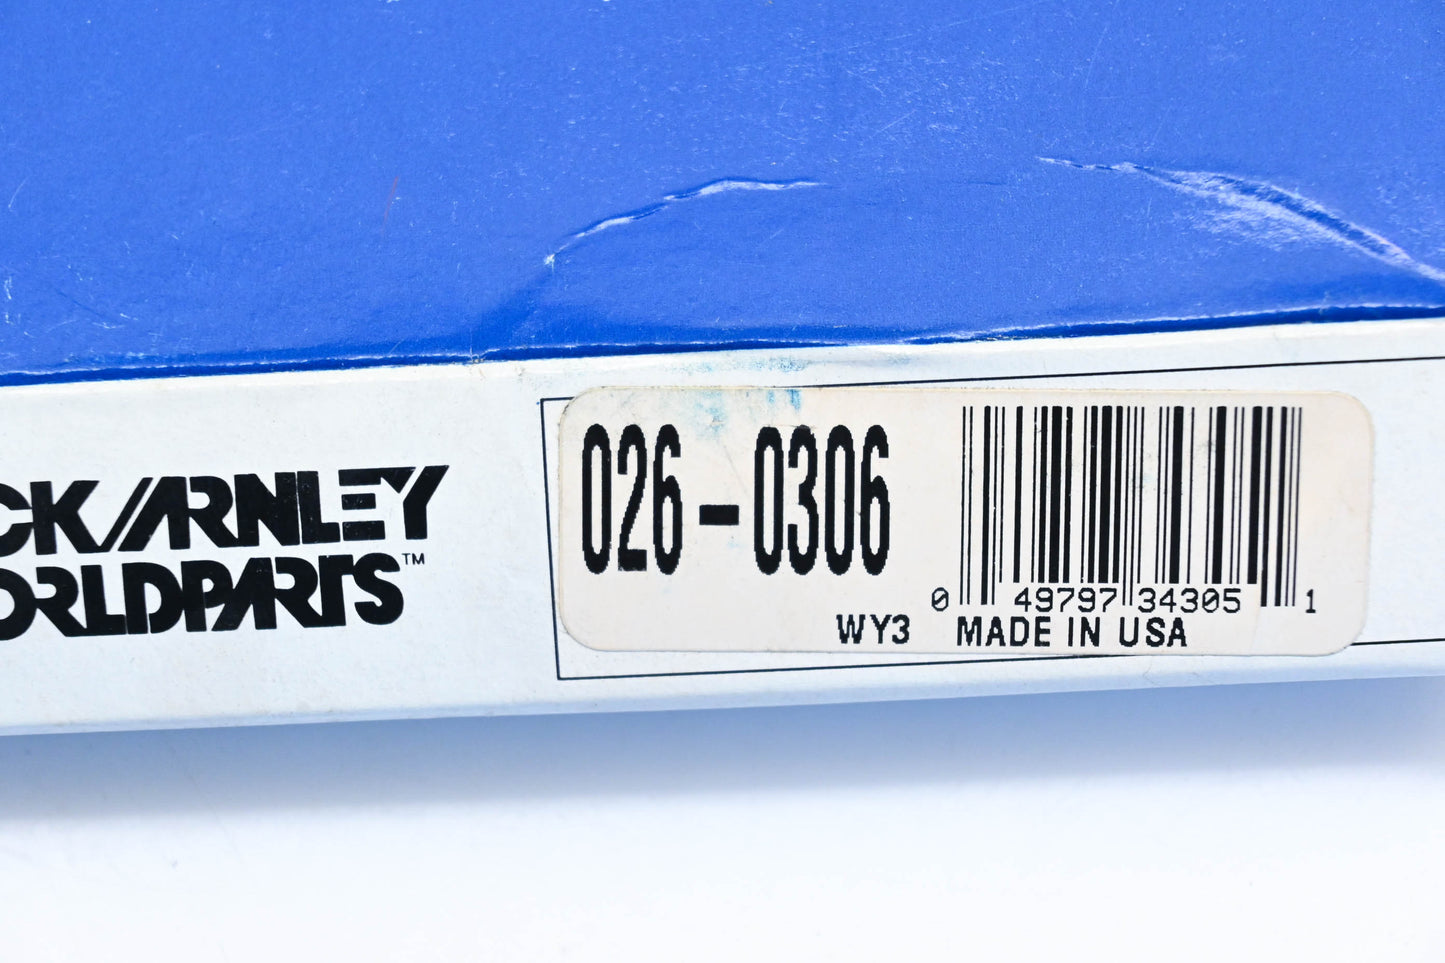 CK/ARNLEY
ORLDPARTS™
026-0306
0 49797 34305 1
WY3 MADE IN USA